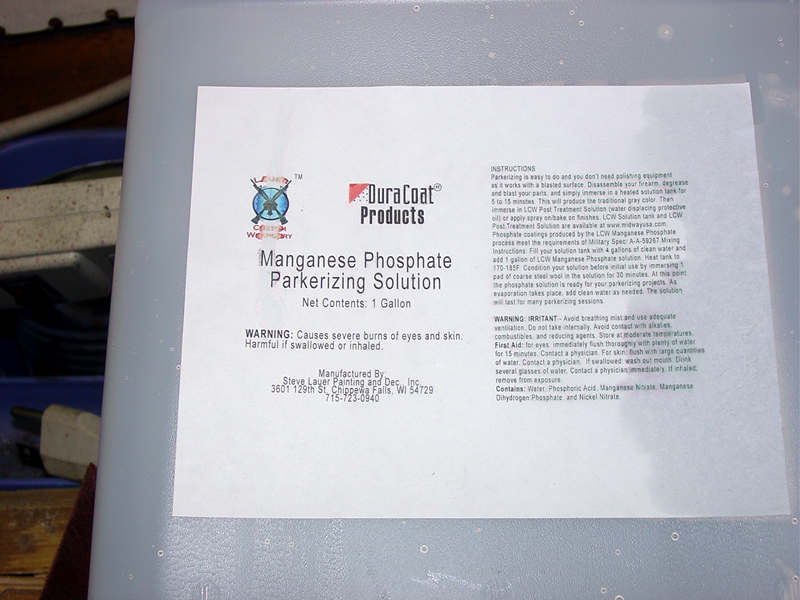 LAUER
TM
CUSTOM
WEAPONRY
DuraCoat®
Products
Manganese Phosphate
Parkerizing Solution
Net Contents: 1 Gallon
WARNING: Causes severe burns of eyes and skin.
Harmful if swallowed or inhaled.
Manufactured By:
Steve Lauer Painting and Dec., Inc.
3601 129th St, Chippewa Falls, WI 54729
715-723-0940
INSTRUCTIONS
Parkerizing is easy to do and you don't need polishing equipment
as it works with a blasted surface. Disassemble your firearm, degrease
and blast your parts, and simply immerse in a heated solution tank for
5 to 15 minutes. This will produce the traditional gray color. Then
immerse in LCW Post Treatment Solution (water displacing protective
oil) or apply spray on/bake on finishes. LCW Solution tank and LCW
Post Treatment Solution are available at www.midwayusa.com.
Phosphate coatings produced by the LCW Manganese Phosphate
process meet the requirements of Military Spec: A-A-59267 Mixing
Instructions: Fill your solution tank with 4 gallons of clean water and
add 1 gallon of LCW Manganese Phosphate solution. Heat tank to
170-185F. Condition your solution before initial use by immersing 1
pad of coarse steel wool in the solution for 30 minutes. At this point
the phosphate solution is ready for your parkerizing projects. As
evaporation takes place, add clean water as needed. The solution
will last for many parkerizing sessions.
WARNING: IRRITANT - Avoid breathing mist and use adequate
ventilation. Do not take internally. Avoid contact with alkalies,
combustibles, and reducing agents. Store at moderate temperatures.
First Aid: for eyes, immediately flush thoroughly with plenty of water
for 15 minutes. Contact a physician. For skin: flush with large quantities
of water. Contact a physician. If swallowed: wash out mouth. Drink
several glasses of water. Contact a physician immediately. If inhaled:
remove from exposure.
Contains: Water, Phosphoric Acid, Manganese Nitrate, Manganese
Dihydrogen Phosphate, and Nickel Nitrate.